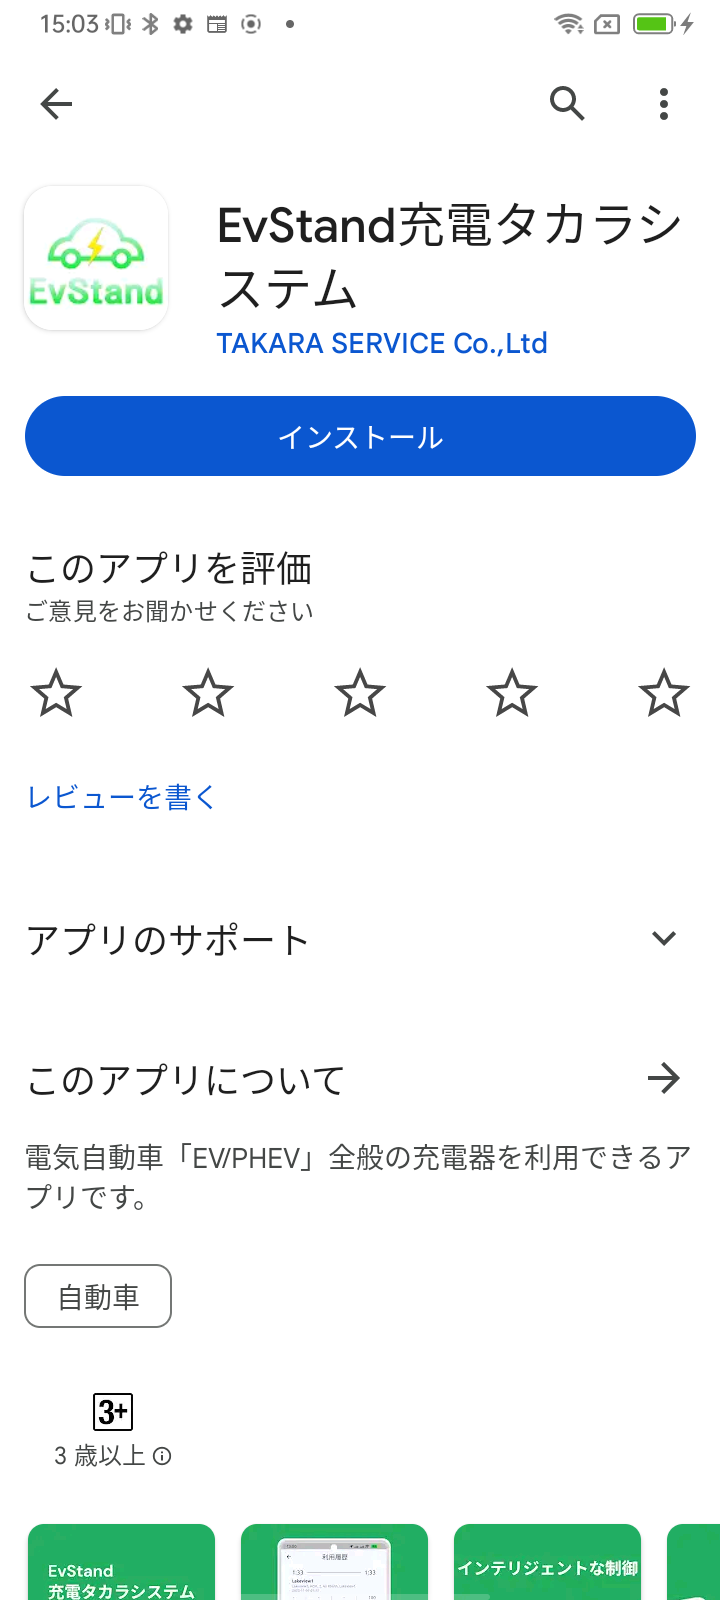 15:03
EvStand
EvStand充電タカラシ
ステム
TAKARA SERVICE Co.,Ltd
インストール
このアプリを評価
ご意見をお聞かせください
レビューを書く
アプリのサポート
このアプリについて
電気自動車「EV/PHEV」全般の充電器を利用できるア
プリです。
自動車
3+
3 歳以上
EvStand
充電タカラシステム
利用履歴
1:33
1:33
インテリジェントな制御